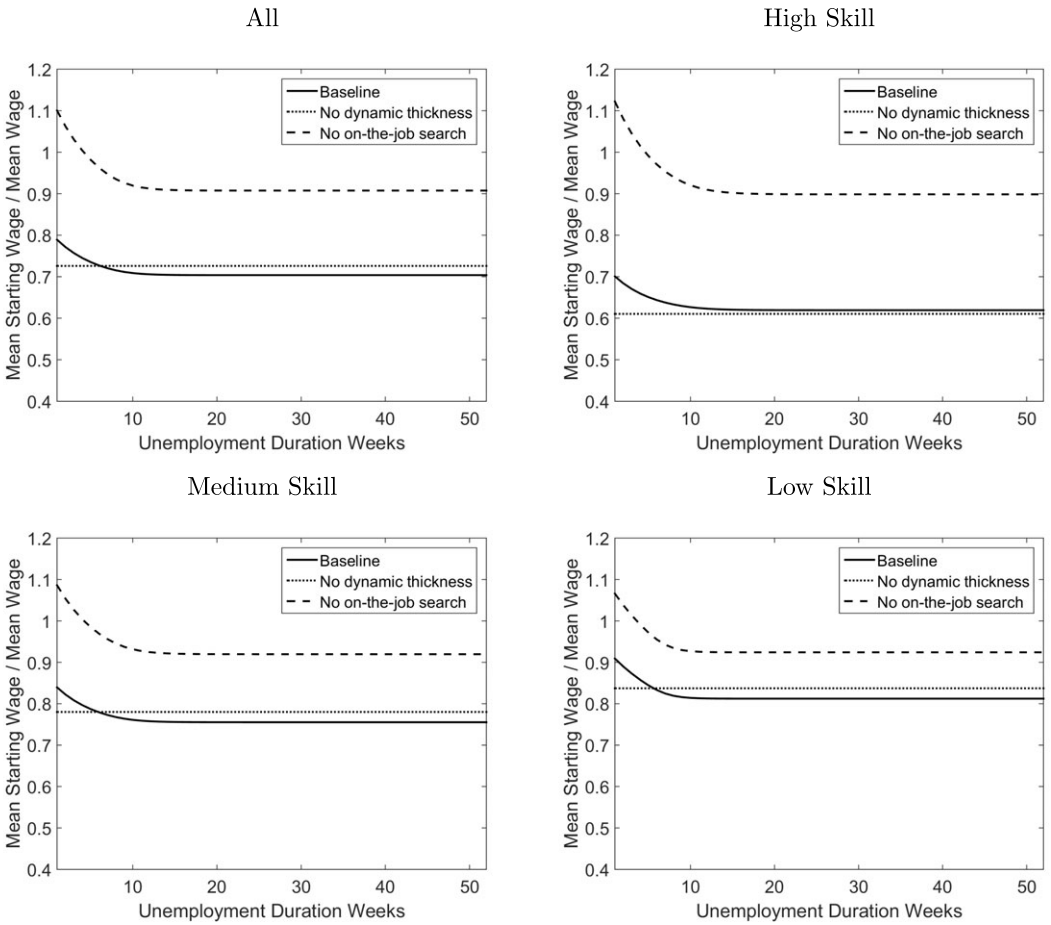 All
Mean Starting Wage / Mean Wage
1.2
1.1
1
0.9
0.8
0.7
0.6
0.5
0.4
Baseline
No dynamic thickness
No on-the-job search
10
20
30
40
50
Unemployment Duration Weeks
High Skill
Mean Starting Wage / Mean Wage
1.2
1.1
1
0.9
0.8
0.7
0.6
0.5
0.4
Baseline
No dynamic thickness
No on-the-job search
10
20
30
40
50
Unemployment Duration Weeks
Medium Skill
Mean Starting Wage / Mean Wage
1.2
1.1
1
0.9
0.8
0.7
0.6
0.5
0.4
Baseline
No dynamic thickness
No on-the-job search
10
20
30
40
50
Unemployment Duration Weeks
Low Skill
Mean Starting Wage / Mean Wage
1.2
1.1
1
0.9
0.8
0.7
0.6
0.5
0.4
Baseline
No dynamic thickness
No on-the-job search
10
20
30
40
50
Unemployment Duration Weeks